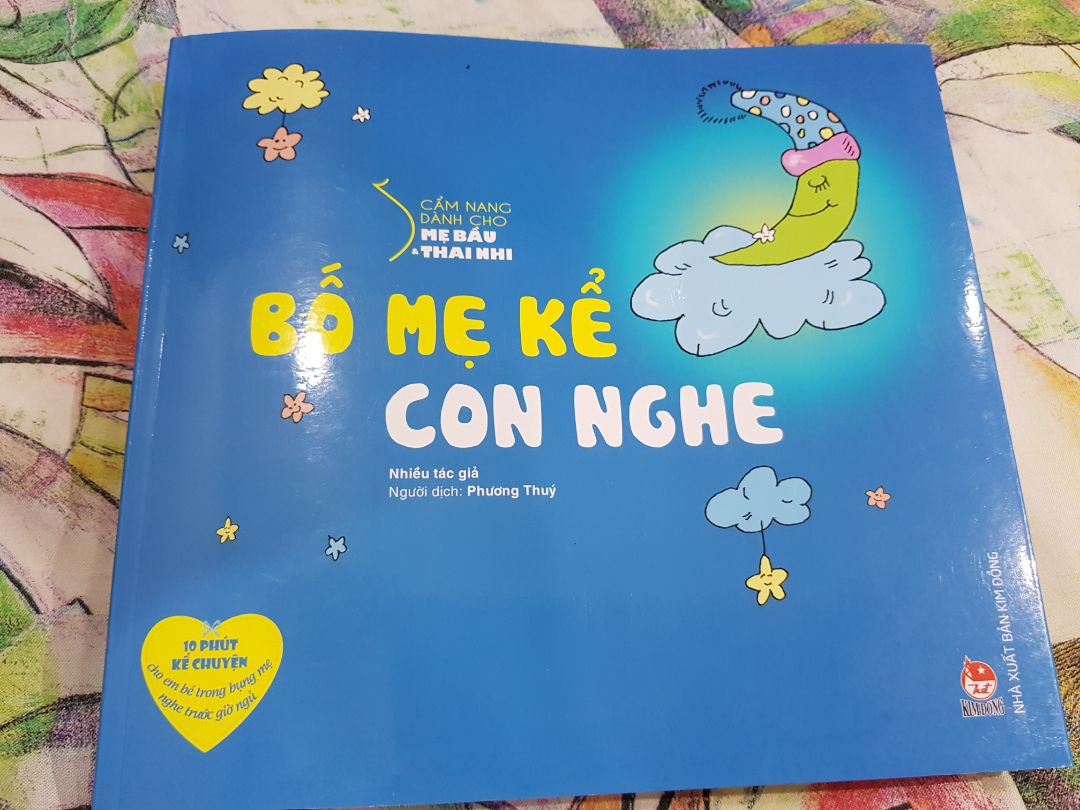 CẨM NANG
DÀNH CHO
MẸ BẦU
& THAI NHI
BỐ MẸ KỂ
CON NGHE
Nhiều tác giả
Người dịch: Phương Thuý
10 PHÚT
KỂ CHUYỆN
cho em bé trong bụng mẹ
nghe trước giờ ngủ
KIM ĐỒNG
NHÀ XUẤT BẢN KIM ĐỒNG